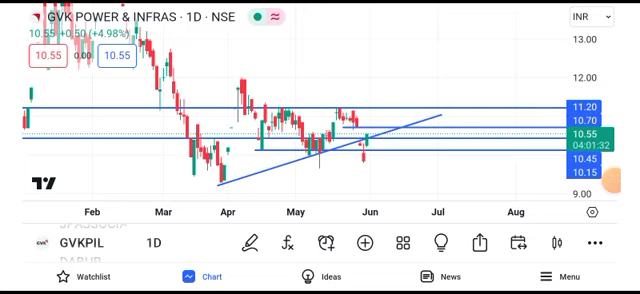 GVK POWER & INFRAS · 1D · NSE
INR
10.55 +0.50 (+4.98%)
10.55 0.00 10.55
13.00
12.00
11.20
10.70
10.55
04:01:32
10.45
10.15
9.00
Feb Mar Apr May Jun Jul Aug
GVKPIL 1D
Watchlist Chart Ideas News Menu